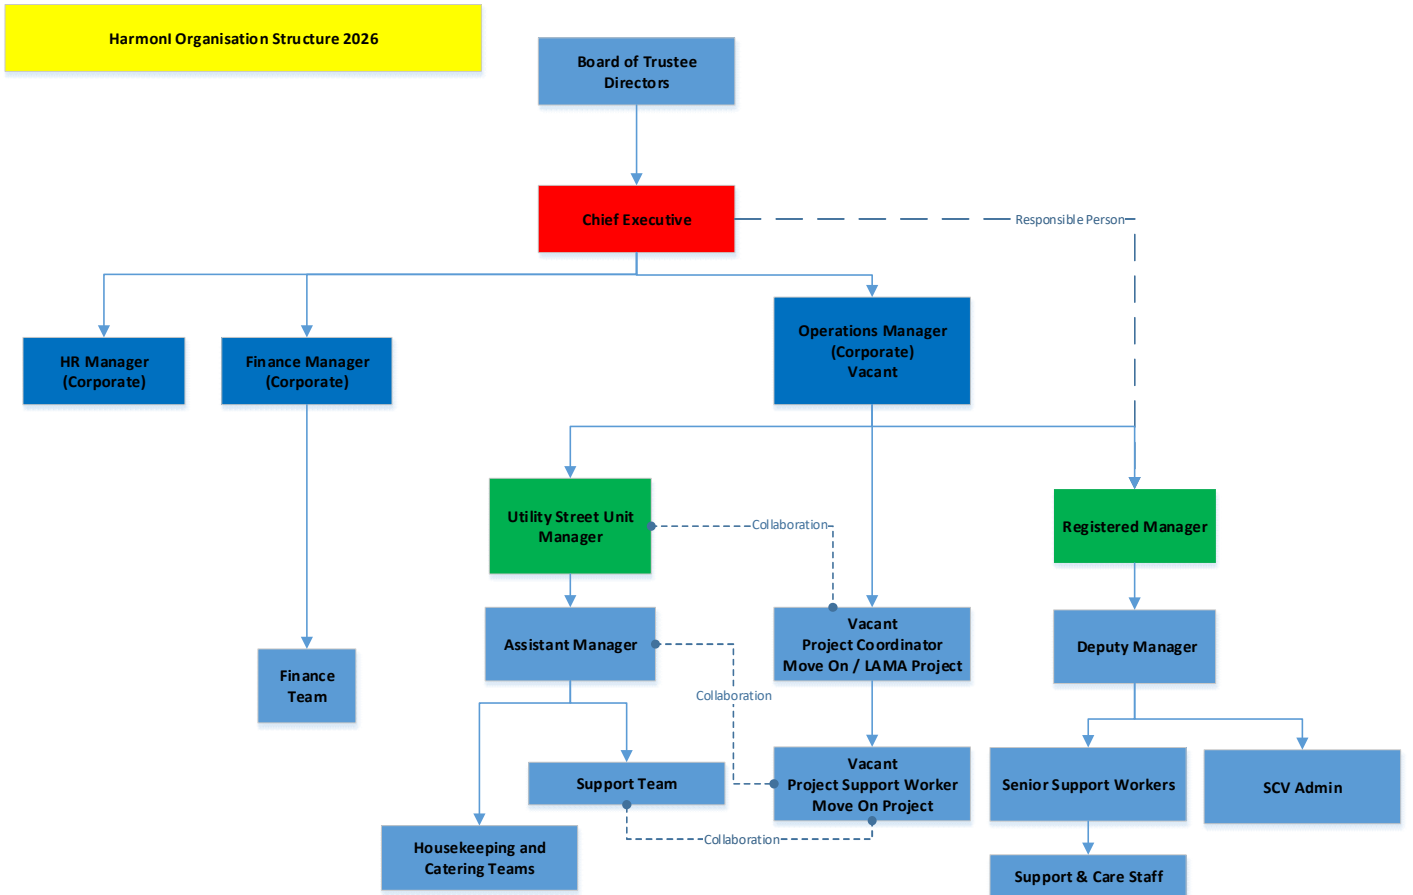 HarmonI Organisation Structure 2026
Board of Trustee
Directors
Chief Executive
Responsible Person
HR Manager
(Corporate)
Finance Manager
(Corporate)
Operations Manager
(Corporate)
Vacant
Utility Street Unit
Manager
Collaboration
Registered Manager
Assistant Manager
Vacant
Project Coordinator
Move On / LAMA Project
Deputy Manager
Finance
Team
Collaboration
Support Team
Vacant
Project Support Worker
Move On Project
Senior Support Workers
SCV Admin
Collaboration
Housekeeping and
Catering Teams
Support & Care Staff